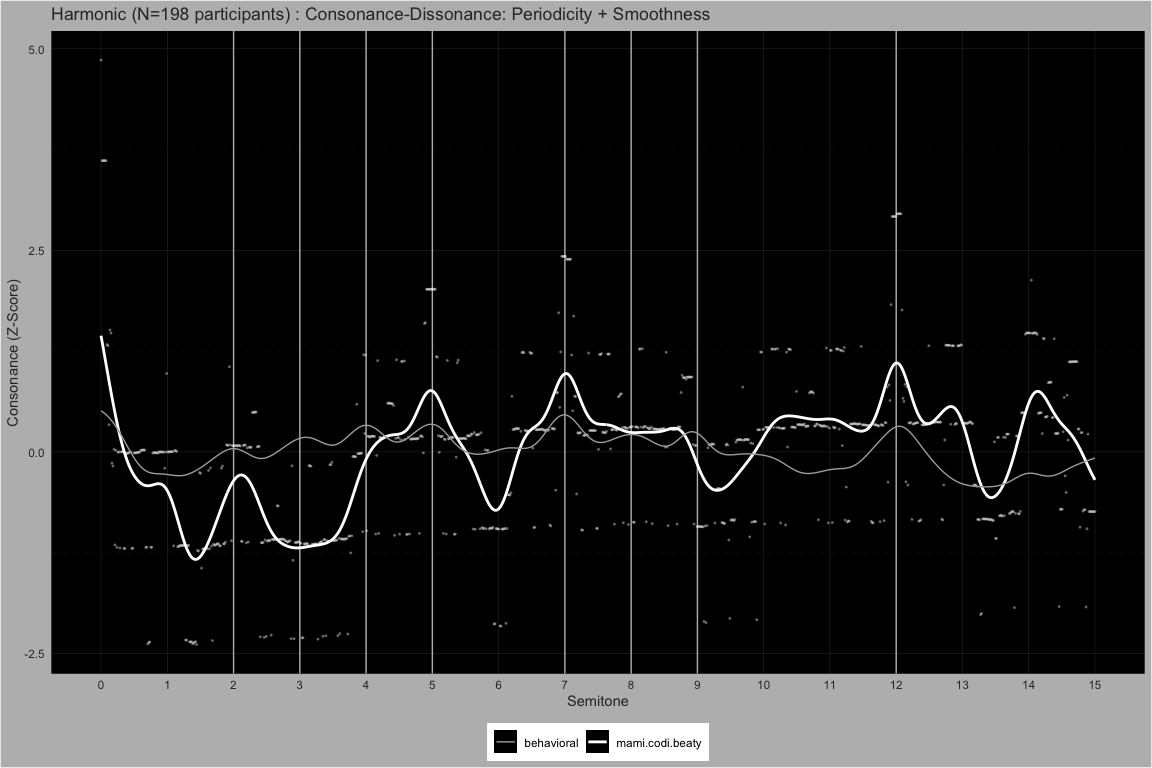 Harmonic (N=198 participants) : Consonance-Dissonance: Periodicity + Smoothness
Consonance (Z-Score)
5.0
2.5
0.0
-2.5
0 1 2 3 4 5 6 7 8 9 10 11 12 13 14 15
Semitone
behavioral mami.codi.beaty